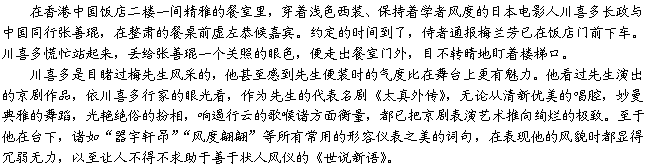 在香港中国饭店二楼一间精雅的餐室里，穿着浅色西装、保持着学者风度的日本电影人川喜多长政与
中国同行张善琨，在整肃的餐桌前虚左恭候嘉宾。约定的时间到了，侍者通报梅兰芳已在饭店门前下车。
川喜多慌忙站起来，丢给张善琨一个关照的眼色，便走出餐室门外，目不转睛地盯着楼梯口。
川喜多是目睹过梅先生风采的，他甚至感到先生便装时的气度比在舞台上更有魅力。他看过先生演出
的京剧作品，依川喜多行家的眼光看，作为先生的代表名剧《太真外传》，无论从清新优美的唱腔，妙曼
典雅的舞蹈，光艳绝俗的扮相，响遏行云的歌喉诸方面衡量，都已把京剧表演艺术推向绚烂的极致。至于
他在台下，诸如“器宇轩昂”“风度翩翩”等所有常用的形容仪表之美的词句，在表现他的风貌时都显得
冗弱无力，以至让人不得不求助于善于状人风仪的《世说新语》。